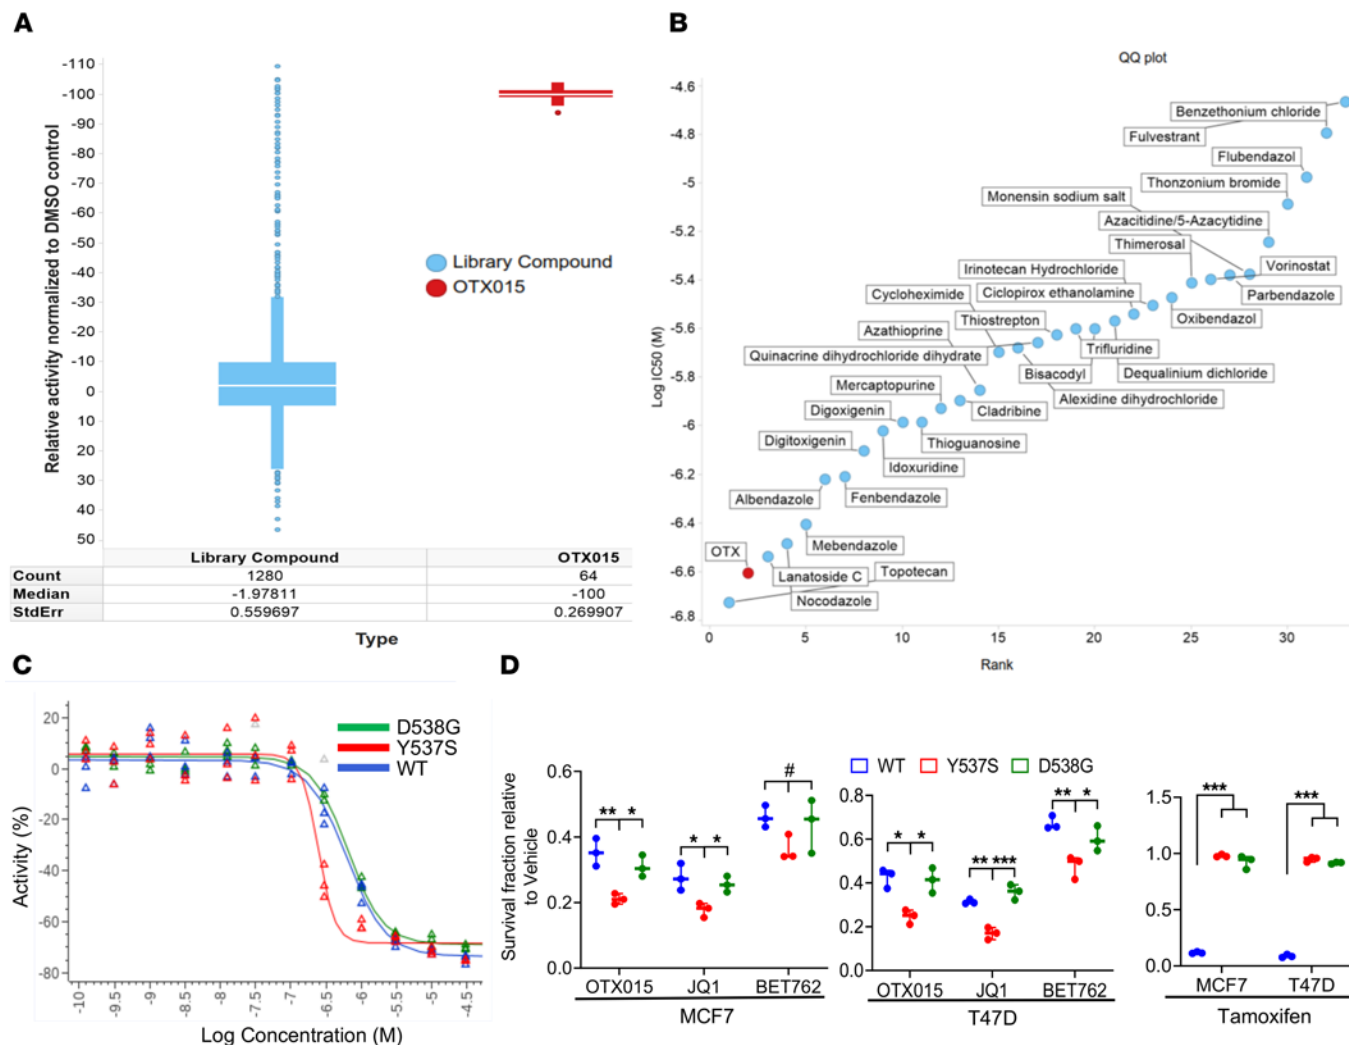 A
Relative activity normalized to DMSO control
-110
-100
-90
-80
-70
-60
-50
-40
-30
-20
-10
0
10
20
30
40
50
Library Compound
OTX015
Library Compound OTX015
Count 1280 64
Median -1.97811 -100
StdErr 0.559697 0.269907
Type
B
QQ plot
Log IC50 (M)
-4.6
-4.8
-5
-5.2
-5.4
-5.6
-5.8
-6
-6.2
-6.4
-6.6
-6.8
Benzethonium chloride
Fulvestrant
Flubendazol
Thonzonium bromide
Monensin sodium salt
Azacitidine/5-Azacytidine
Thimerosal
Vorinostat
Irinotecan Hydrochloride
Parbendazole
Ciclopirox ethanolamine
Cycloheximide
Oxibendazol
Thiostrepton
Azathioprine
Trifluridine
Quinacrine dihydrochloride dihydrate
Bisacodyl
Dequalinium dichloride
Mercaptopurine
Alexidine dihydrochloride
Cladribine
Digoxigenin
Digitoxigenin
Thioguanosine
Idoxuridine
Albendazole
Fenbendazole
OTX
Mebendazole
Topotecan
Lanatoside C
Nocodazole
0 5 10 15 20 25 30
Rank
C
Activity (%)
20
0
-20
-40
-60
-80
D538G
Y537S
WT
-10 -9.5 -9 -8.5 -8 -7.5 -7 -6.5 -6 -5.5 -5 -4.5
Log Concentration (M)
D
Survival fraction relative
to Vehicle
WT Y537S D538G
0.6
0.4
0.2
0.0
** * * * #
OTX015 JQ1 BET762
MCF7
0.8
0.6
0.4
0.2
0.0
* * ** *** ** *
OTX015 JQ1 BET762
T47D
1.5
1.0
0.5
0.0
*** ***
MCF7 T47D
Tamoxifen